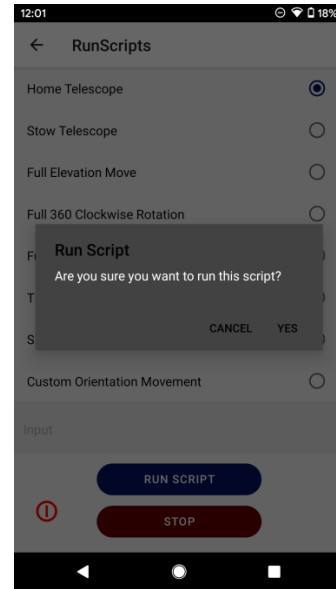 12:01
18%
RunScripts
Home Telescope
Stow Telescope
Full Elevation Move
Full 360 Clockwise Rotation
Run Script
Are you sure you want to run this script?
CANCEL
YES
Custom Orientation Movement
Input
RUN SCRIPT
STOP